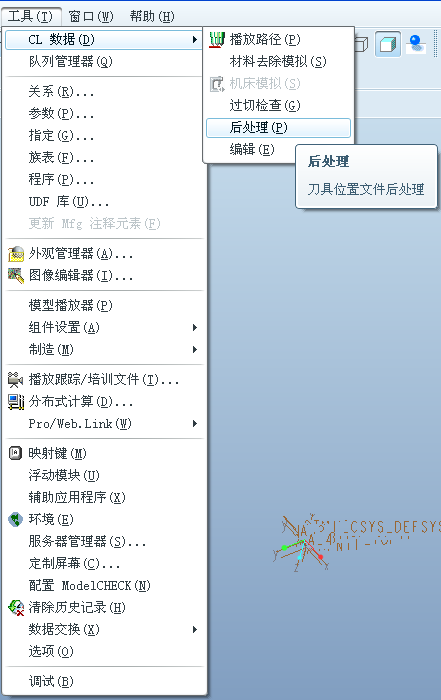 工具(T) 窗口(W) 帮助(H)
CL 数据(D)
队列管理器(Q)
关系(R)...
参数(P)...
指定(G)...
族表(F)...
程序(P)...
UDF 库(U)...
更新 Mfg 注释元素(F)
外观管理器(A)...
图像编辑器(I)...
模型播放器(P)
组件设置(A)
制造(M)
播放跟踪/培训文件(T)...
分布式计算(D)...
Pro/Web.Link(W)
映射键(M)
浮动模块(U)
辅助应用程序(X)
环境(E)
服务器管理器(S)...
定制屏幕(C)...
配置 ModelCHECK(N)
清除历史记录(H)
数据交换(X)
选项(O)
调试(B)
播放路径(P)
材料去除模拟(S)
机床模拟(S)
过切检查(G)
后处理(P)
编辑(E)
后处理
刀具位置文件后处理